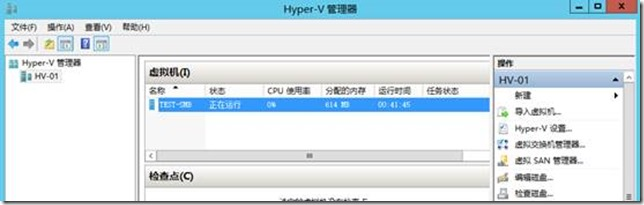 Hyper-V 管理器
文件(F) 操作(A) 查看(V) 帮助(H)
Hyper-V 管理器
HV-01
虚拟机(I)
名称 状态 CPU 使用率 分配的内存 运行时间 任务状态
TEST-SMB 正在运行 0% 614 MB 00:41:45
检查点(C)
操作
HV-01
新建
导入虚拟机...
Hyper-V 设置...
虚拟交换机管理器...
虚拟 SAN 管理器...
编辑磁盘...
检查磁盘...